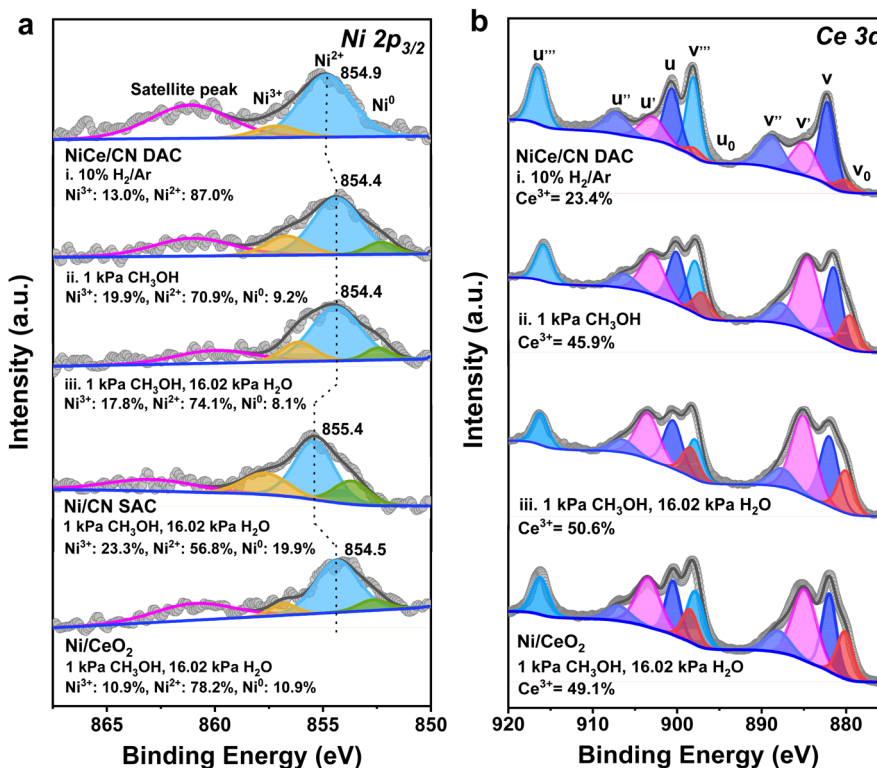 a
Ni 2p3/2
Intensity (a.u.)
Satellite peak
Ni³⁺
Ni²⁺
854.9
Ni⁰
NiCe/CN DAC
i. 10% H₂/Ar
Ni³⁺: 13.0%, Ni²⁺: 87.0%
854.4
ii. 1 kPa CH₃OH
Ni³⁺: 19.9%, Ni²⁺: 70.9%, Ni⁰: 9.2%
854.4
iii. 1 kPa CH₃OH, 16.02 kPa H₂O
Ni³⁺: 17.8%, Ni²⁺: 74.1%, Ni⁰: 8.1%
855.4
Ni/CN SAC
1 kPa CH₃OH, 16.02 kPa H₂O
Ni³⁺: 23.3%, Ni²⁺: 56.8%, Ni⁰: 19.9%
854.5
Ni/CeO₂
1 kPa CH₃OH, 16.02 kPa H₂O
Ni³⁺: 10.9%, Ni²⁺: 78.2%, Ni⁰: 10.9%
865 860 855 850
Binding Energy (eV)
b
Ce 3d
Intensity (a.u.)
u''' u'' u' u v''' u₀ v'' v' v v₀
NiCe/CN DAC
i. 10% H₂/Ar
Ce³⁺= 23.4%
ii. 1 kPa CH₃OH
Ce³⁺= 45.9%
iii. 1 kPa CH₃OH, 16.02 kPa H₂O
Ce³⁺= 50.6%
Ni/CeO₂
1 kPa CH₃OH, 16.02 kPa H₂O
Ce³⁺= 49.1%
920 910 900 890 880
Binding Energy (eV)